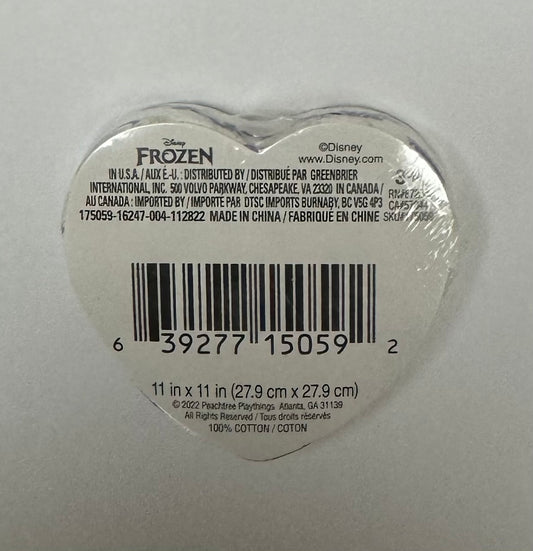 Disney
FROZEN
©Disney
www.Disney.com
IN U.S.A. / AUX É.-U.: DISTRIBUTED BY / DISTRIBUÉ PAR GREENBRIER
INTERNATIONAL, INC. 500 VOLVO PARKWAY, CHESAPEAKE, VA 23320 IN CANADA /
AU CANADA : IMPORTED BY / IMPORTÉ PAR DTSC IMPORTS BURNABY, BC V5G 4P3
175059-16247-004-112822 MADE IN CHINA / FABRIQUÉ EN CHINE
6 39277 15059 2
11 in x 11 in (27.9 cm x 27.9 cm)
© 2022 Peachtree Playthings Atlanta, GA 31139
All Rights Reserved / Tous droits réservés
100% COTTON / COTON